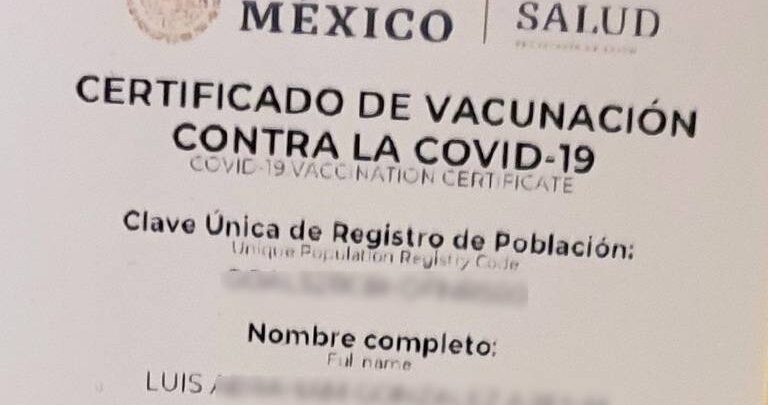 MÉXICO
SALUD
CERTIFICADO DE VACUNACIÓN
CONTRA LA COVID-19
COVID-19 VACCINATION CERTIFICATE
Clave Única de Registro de Población:
Unique Population Registry Code
Nombre completo:
Full name
LUIS